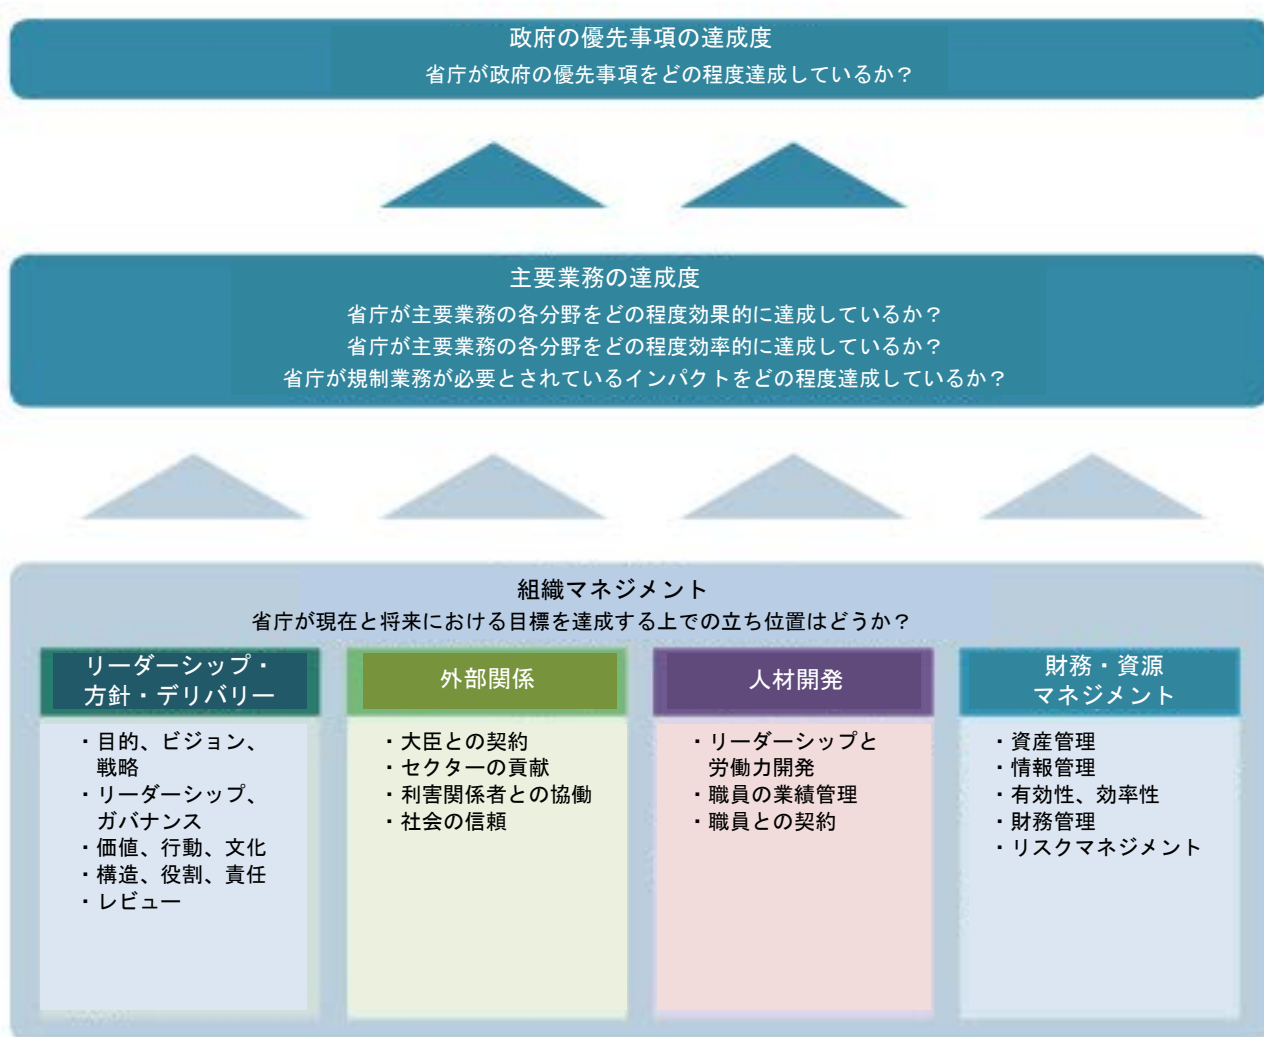 政府の優先事項の達成度
省庁が政府の優先事項をどの程度達成しているか？
主要業務の達成度
省庁が主要業務の各分野をどの程度効果的に達成しているか？
省庁が主要業務の各分野をどの程度効率的に達成しているか？
省庁が規制業務が必要とされているインパクトをどの程度達成しているか？
組織マネジメント
省庁が現在と将来における目標を達成する上での立ち位置はどうか？
リーダーシップ・
方針・デリバリー
・目的、ビジョン、
戦略
・リーダーシップ、
ガバナンス
・価値、行動、文化
・構造、役割、責任
・レビュー
外部関係
・大臣との契約
・セクターの貢献
・利害関係者との協働
・社会の信頼
人材開発
・リーダーシップと
労働力開発
・職員の業績管理
・職員との契約
財務・資源
マネジメント
・資産管理
・情報管理
・有効性、効率性
・財務管理
・リスクマネジメント